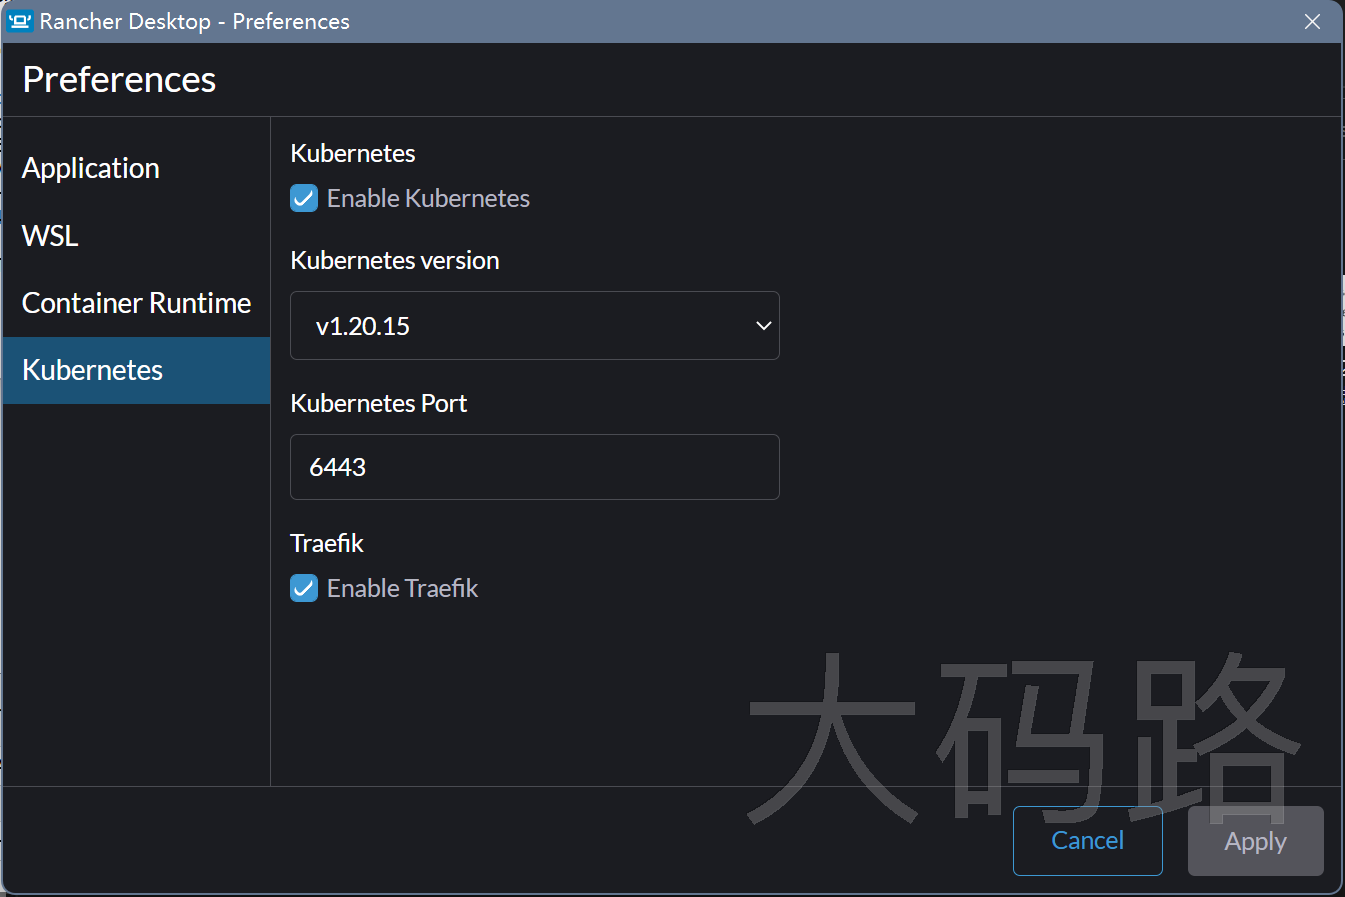 Rancher Desktop - Preferences
Preferences
Application
WSL
Container Runtime
Kubernetes
Kubernetes
Enable Kubernetes
Kubernetes version
v1.20.15
Kubernetes Port
6443
Traefik
Enable Traefik
大码路
Cancel
Apply